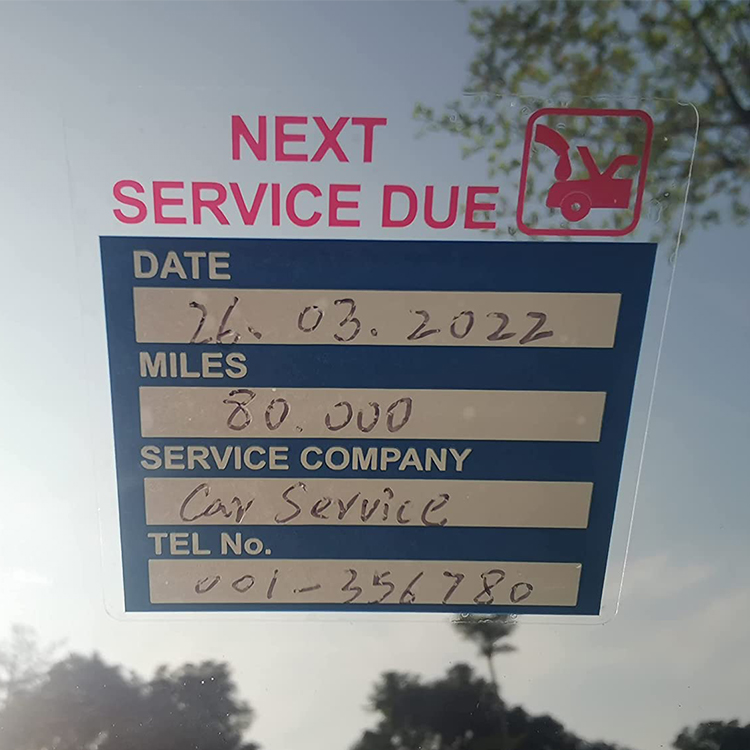 NEXT
SERVICE DUE
DATE
26. 03. 2022
MILES
80.000
SERVICE COMPANY
Car Service
TEL No.
001-356780